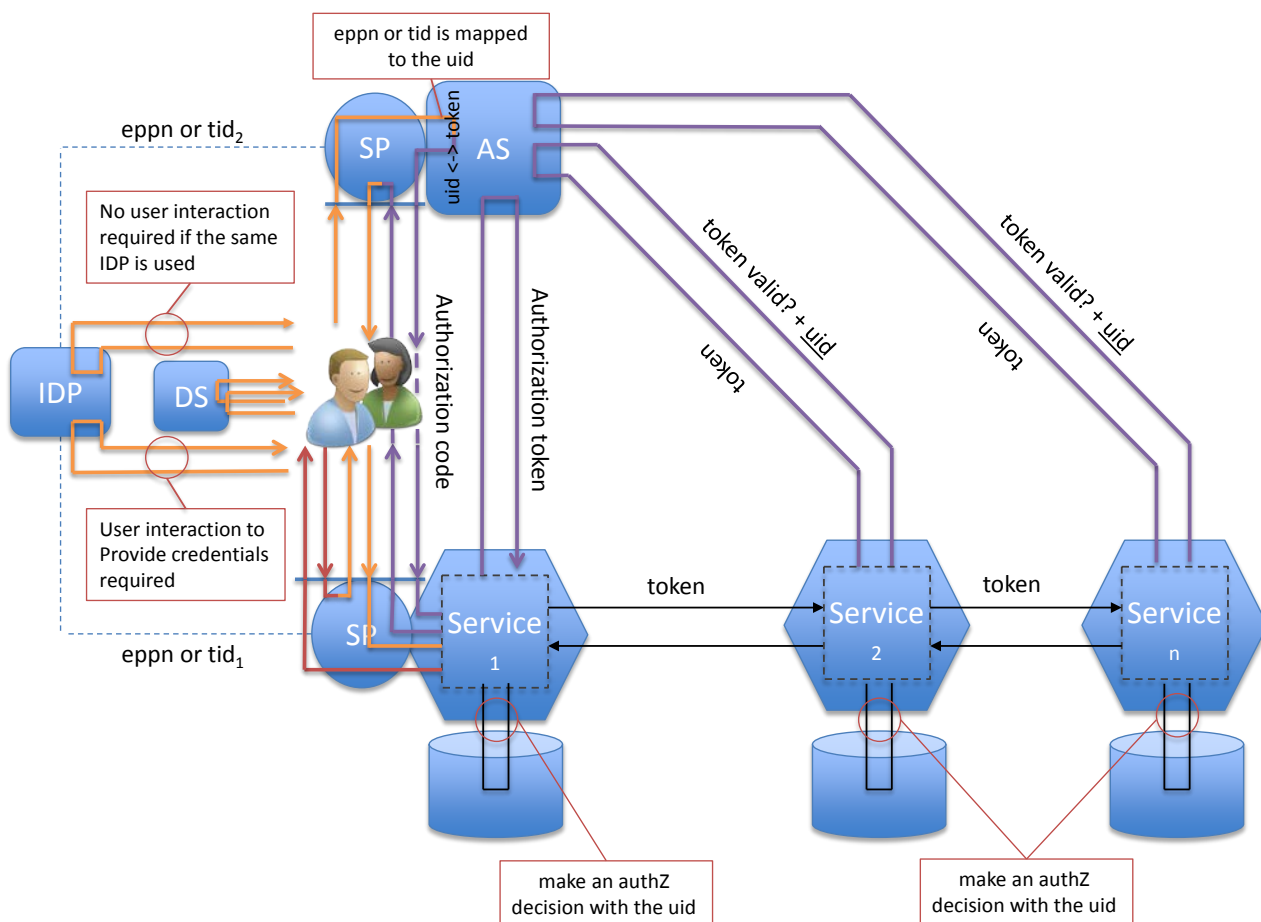 eppn or tid is mapped
to the uid
eppn or tid2
SP
uid <-> token
AS
No user interaction
required if the same
IDP is used
token valid? + uid
token
token valid? + uid
token
Authorization code
Authorization token
IDP
DS
User interaction to
Provide credentials
required
SP
eppn or tid1
Service
1
token
Service
2
token
Service
n
make an authZ
decision with the uid
make an authZ
decision with the uid